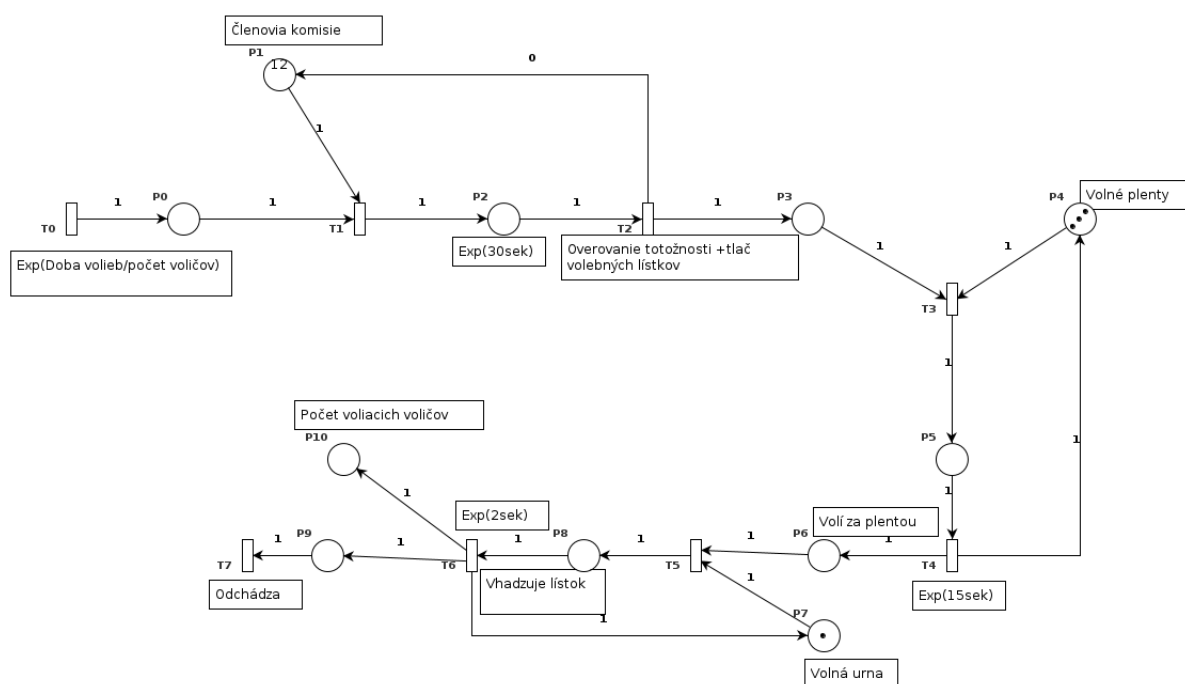 Členovia komisie
P1
12
0
1
P0
P2
P3
P4
Volné plenty
1
1
1
1
1
1
1
T0
T1
T2
Exp(Doba volieb/počet voličov)
Exp(30sek)
Overovanie totožnosti +tlač
volebných lístkov
T3
1
Počet voliacich voličov
P10
P5
1
1
1
Exp(2sek)
Volí za plentou
P9
P8
P6
1
1
1
1
1
1
T7
T6
T5
T4
Odchádza
Vhadzuje lístok
1
Exp(15sek)
P7
1
Volná urna